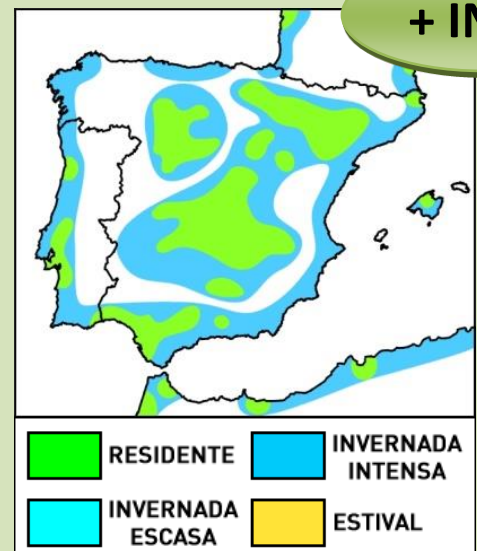 + IN
RESIDENTE
INVERNADA
INTENSA
INVERNADA
ESCASA
ESTIVAL